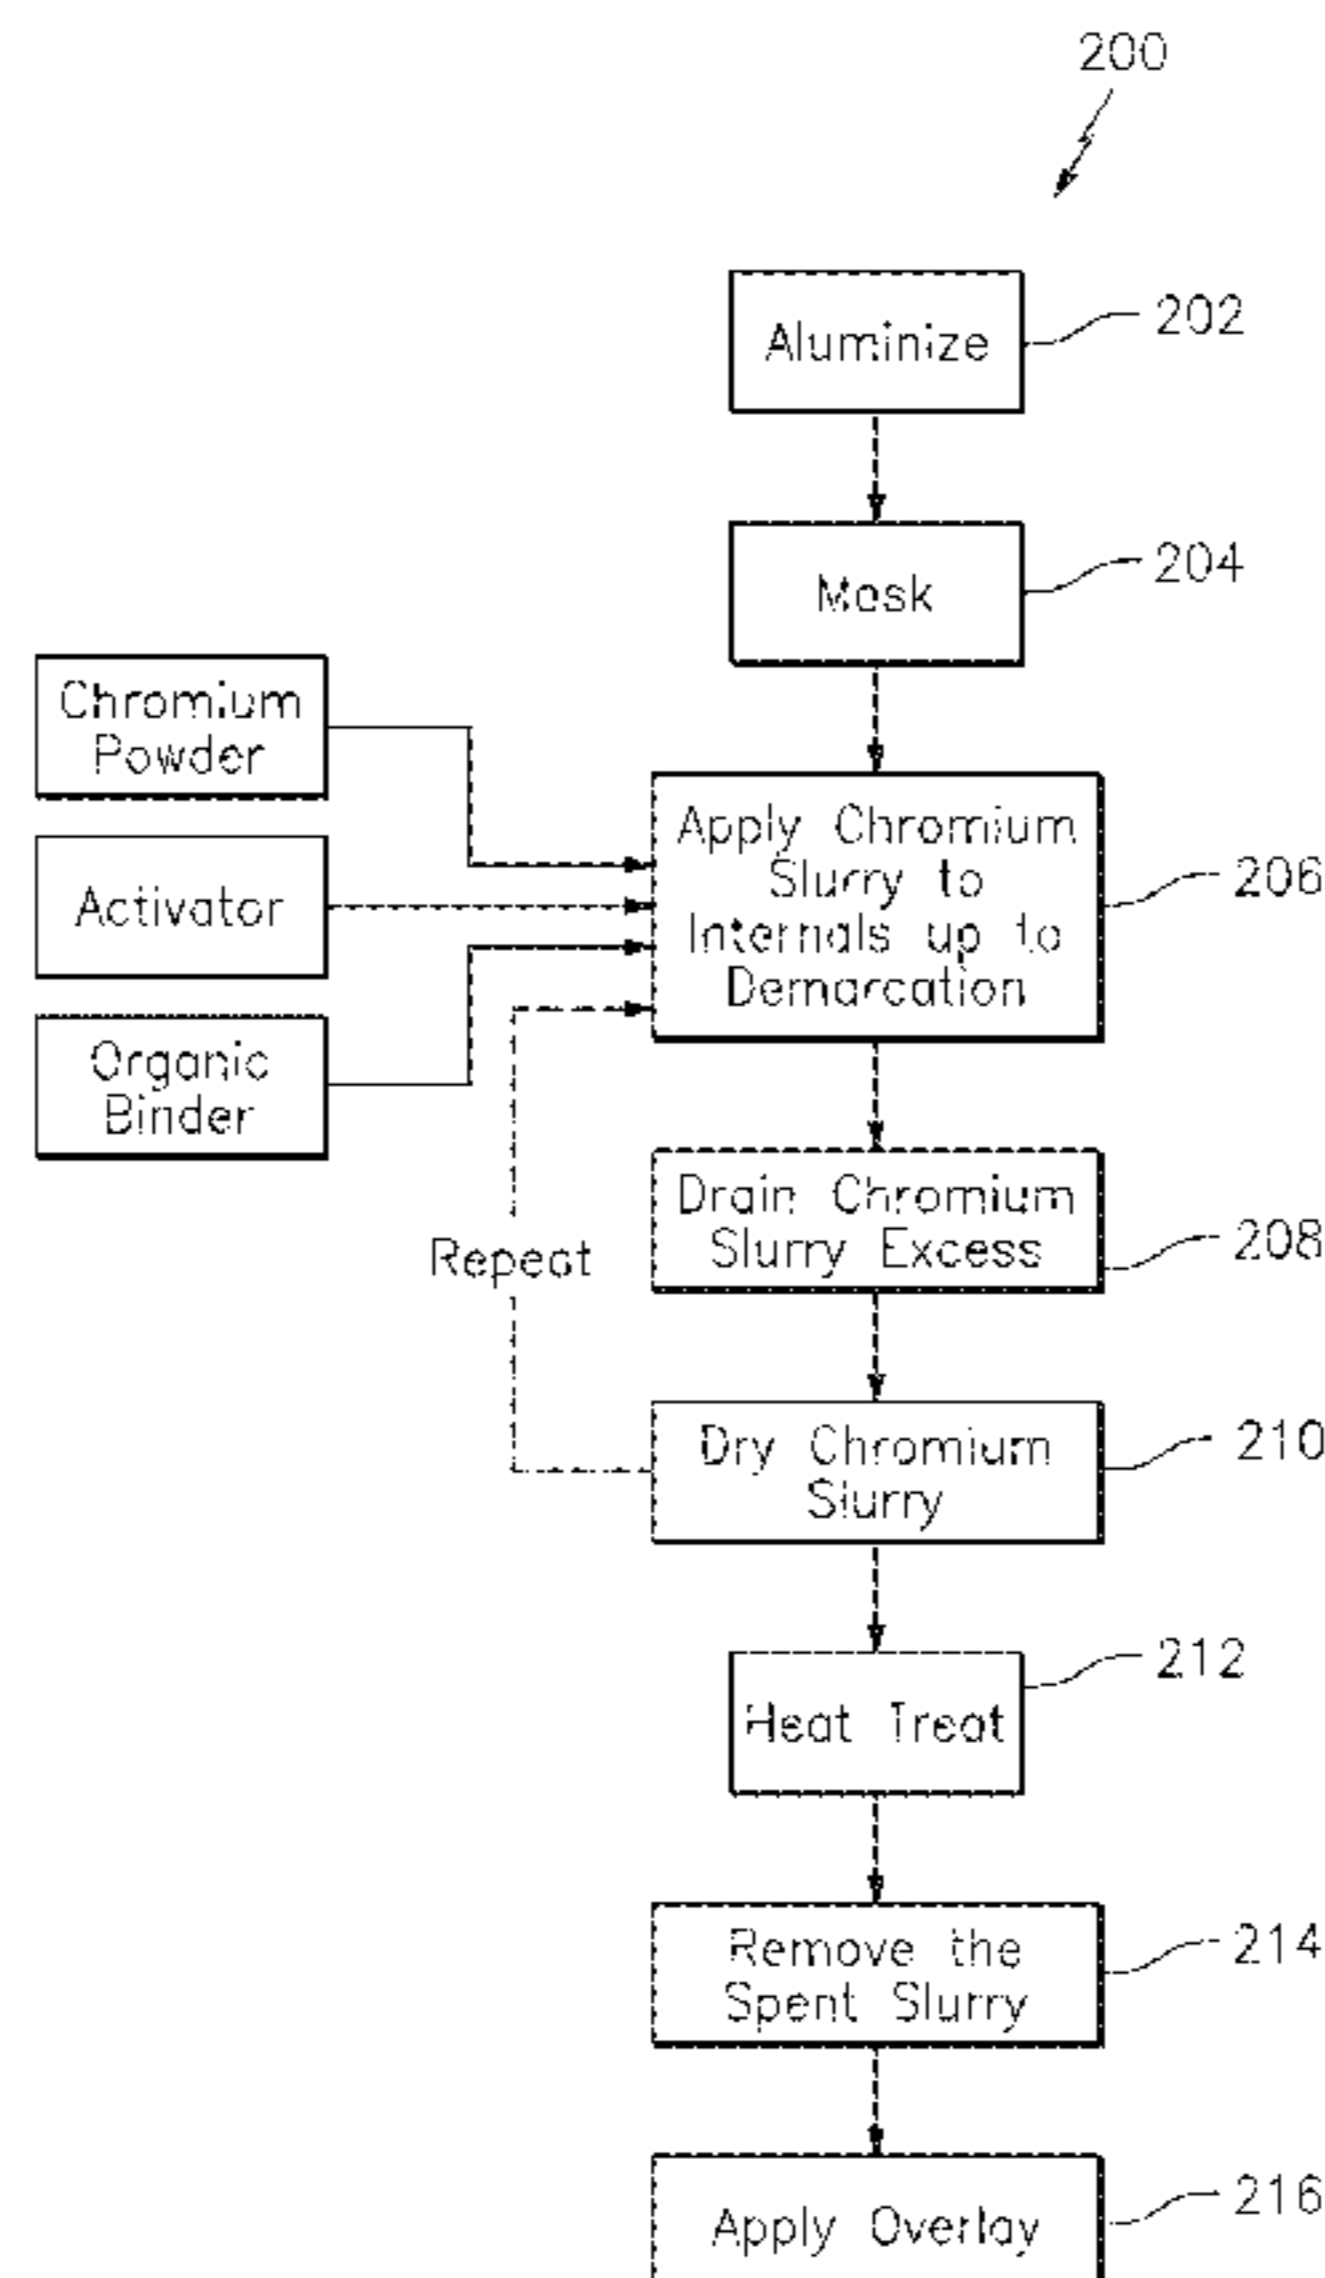 200
Aluminize
202
Mask
204
Chromium
Powder
Activator
Organic
Binder
Apply Chromium
Slurry to
Internals up to
Demarcation
206
Repeat
Drain Chromium
Slurry Excess
208
Dry Chromium
Slurry
210
Heat Treat
212
Remove the
Spent Slurry
214
Apply Overlay
216